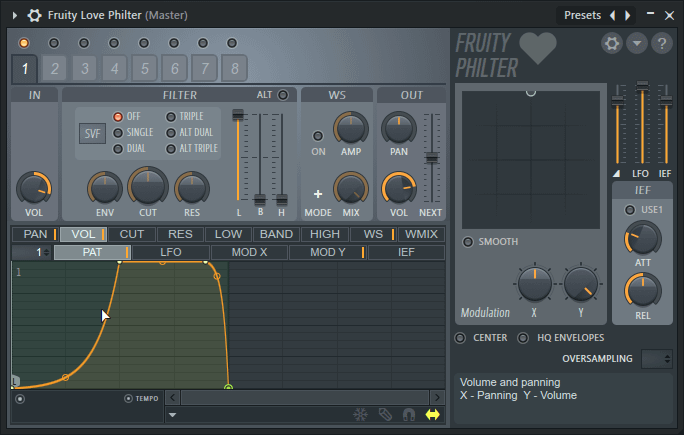 Fruity Love Philter (Master)
Presets
1 2 3 4 5 6 7 8
FRUITY
PHILTER
?
IN
FILTER
ALT
WS
OUT
OFF
TRIPLE
SVF
SINGLE
ALT DUAL
DUAL
ALT TRIPLE
ON
AMP
PAN
VOL
ENV
CUT
RES
L B H
MODE
MIX
VOL
NEXT
LFO
IEF
IEF
USE1
ATT
REL
SMOOTH
Modulation
X
Y
PAN VOL CUT RES LOW BAND HIGH WS WMIX
1 PAT LFO MOD X MOD Y IEF
1
TEMPO
CENTER
HQ ENVELOPES
OVERSAMPLING
Volume and panning
X - Panning Y - Volume